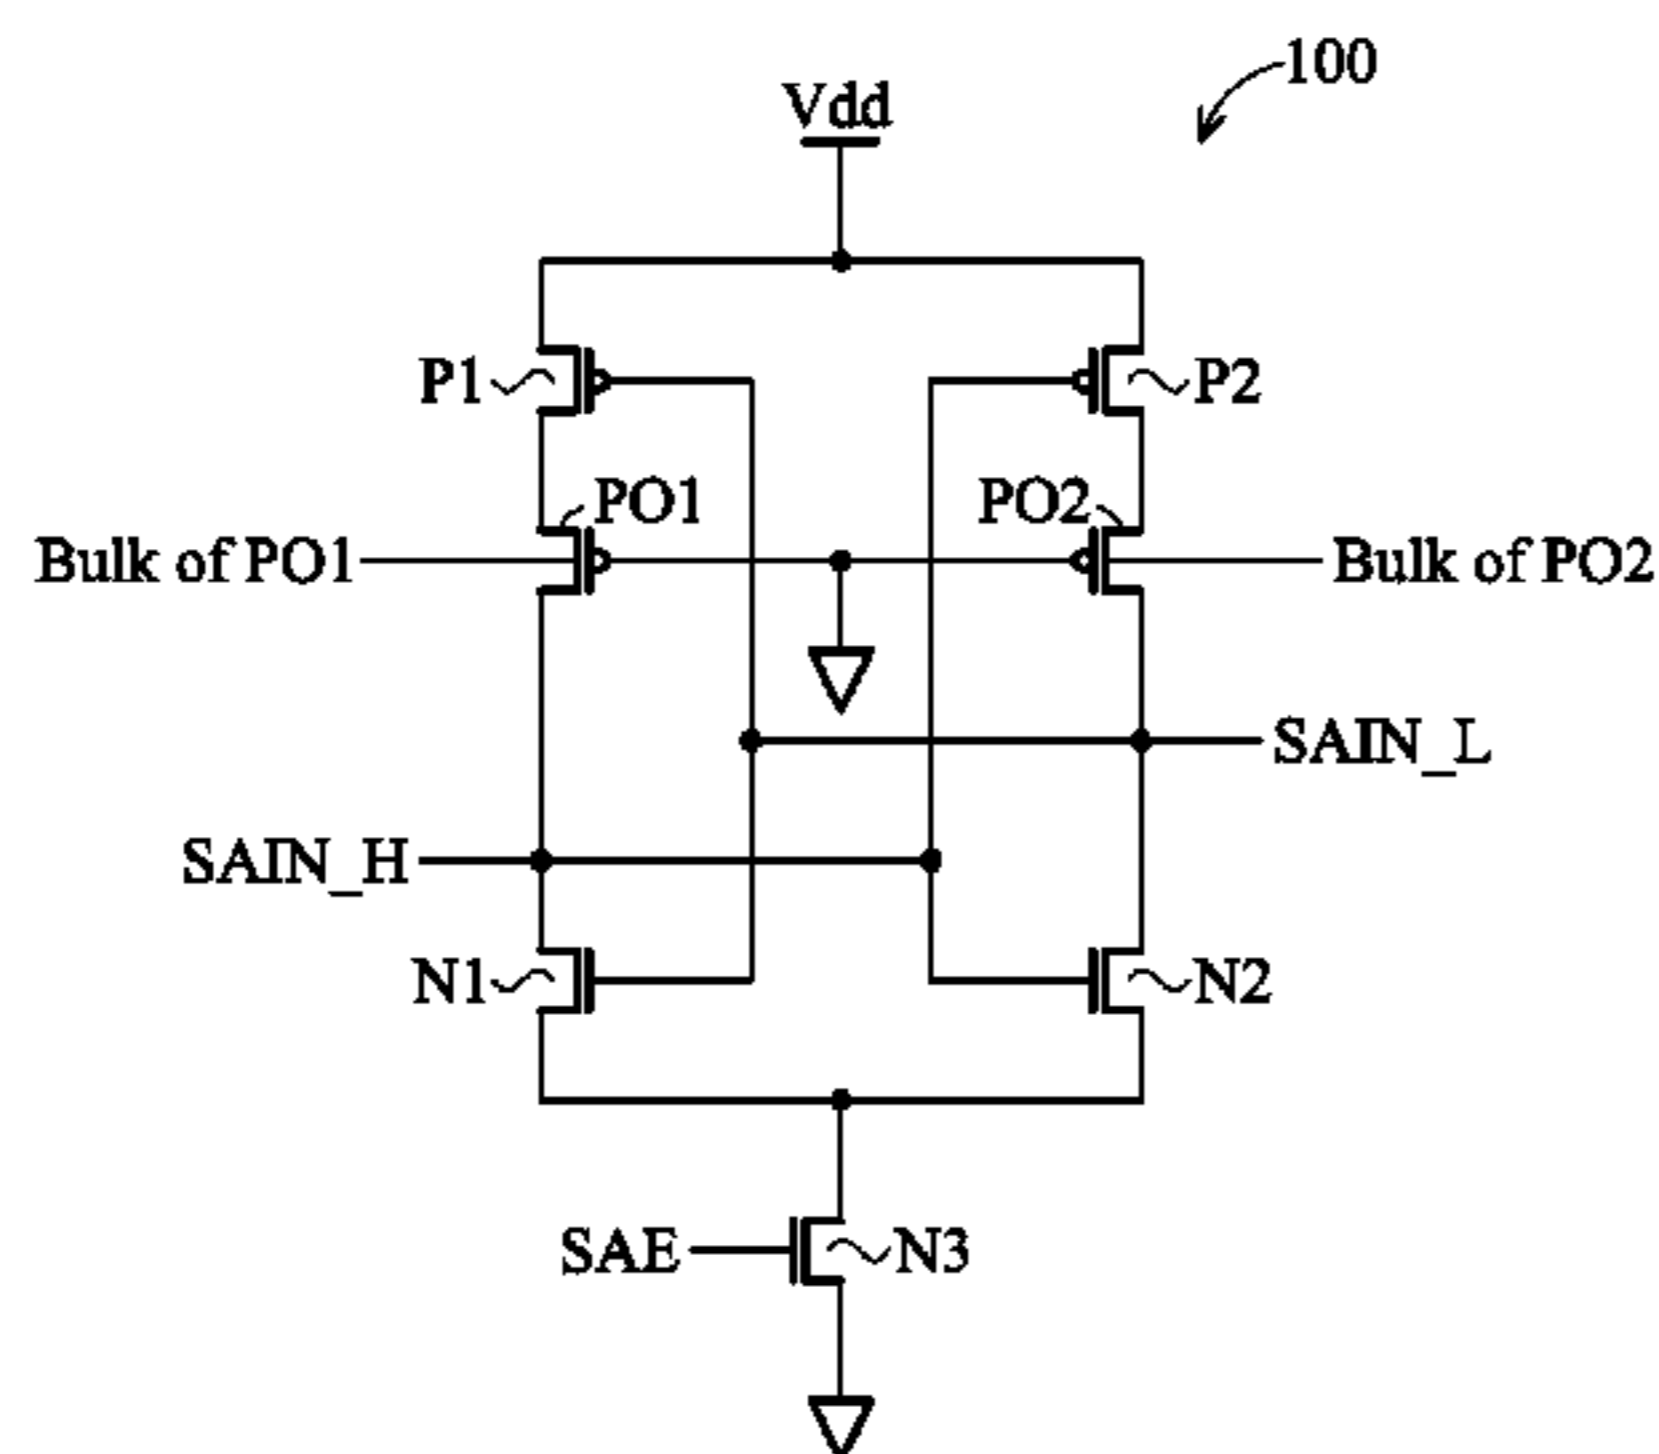 100
Vdd
P1
P2
PO1
PO2
Bulk of PO1
Bulk of PO2
SAIN_L
SAIN_H
N1
N2
SAE
N3